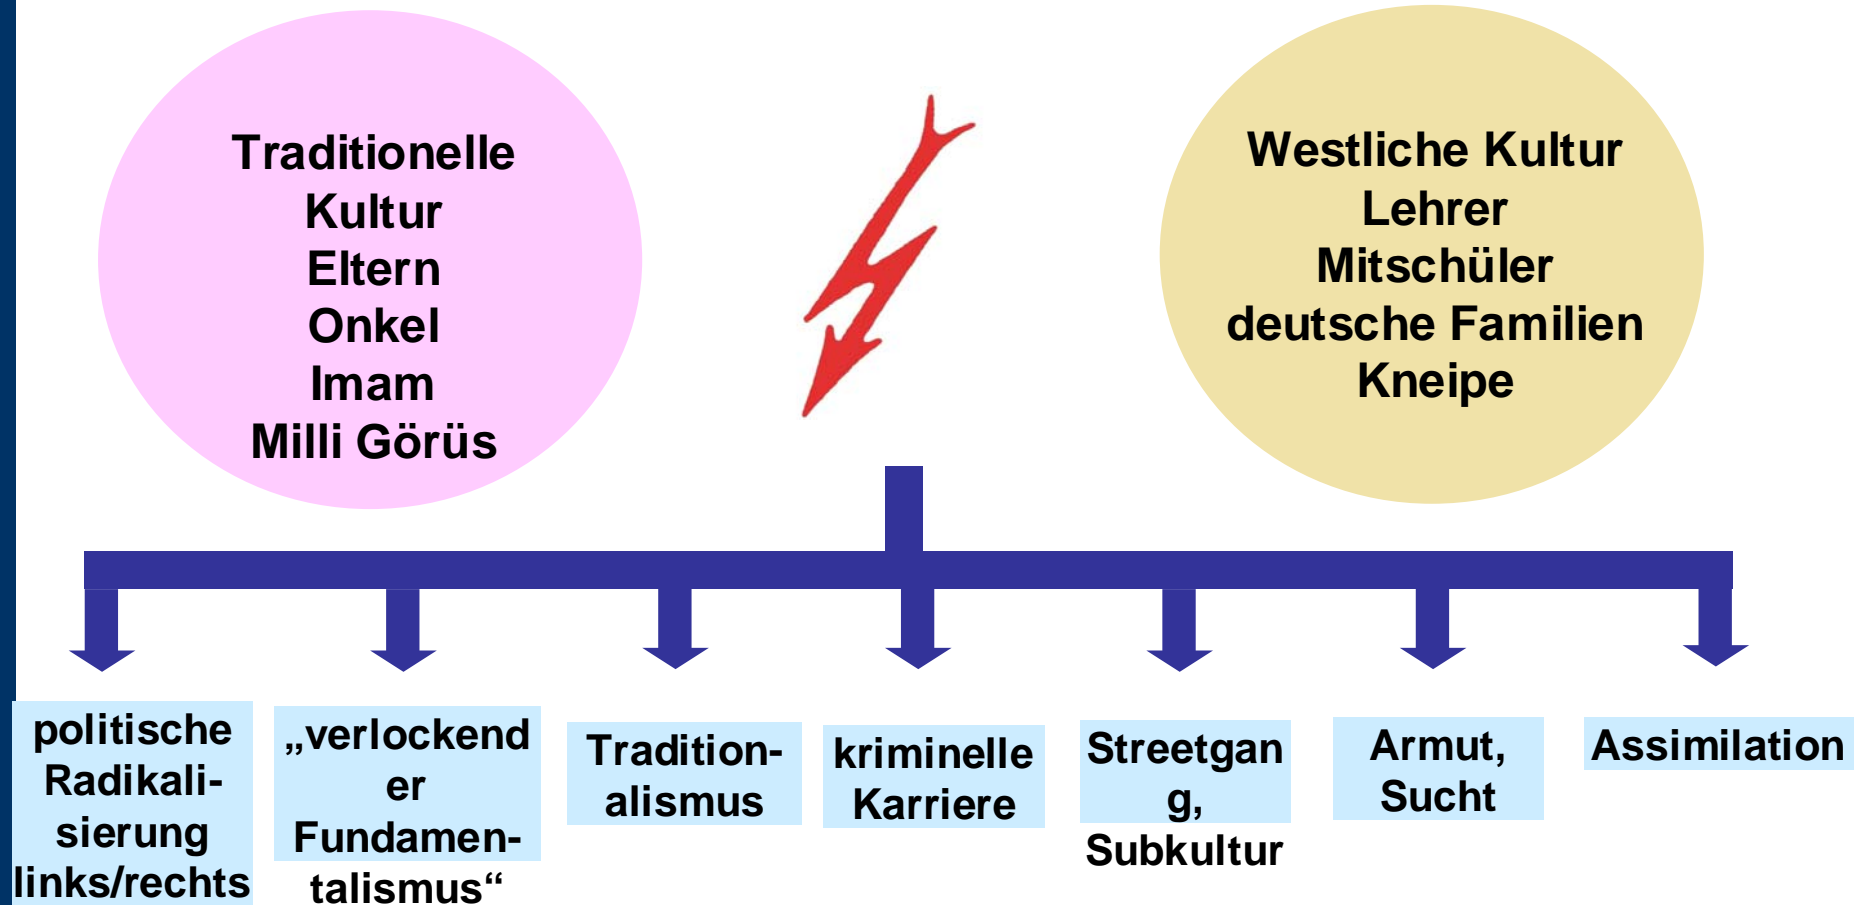 Traditionelle
Kultur
Eltern
Onkel
Imam
Milli Görüs
Westliche Kultur
Lehrer
Mitschüler
deutsche Familien
Kneipe
politische
Radikali-
sierung
links/rechts
„verlockend
er
Fundamen-
talismus“
Tradition-
alismus
kriminelle
Karriere
Streetgan
g,
Subkultur
Armut,
Sucht
Assimilation